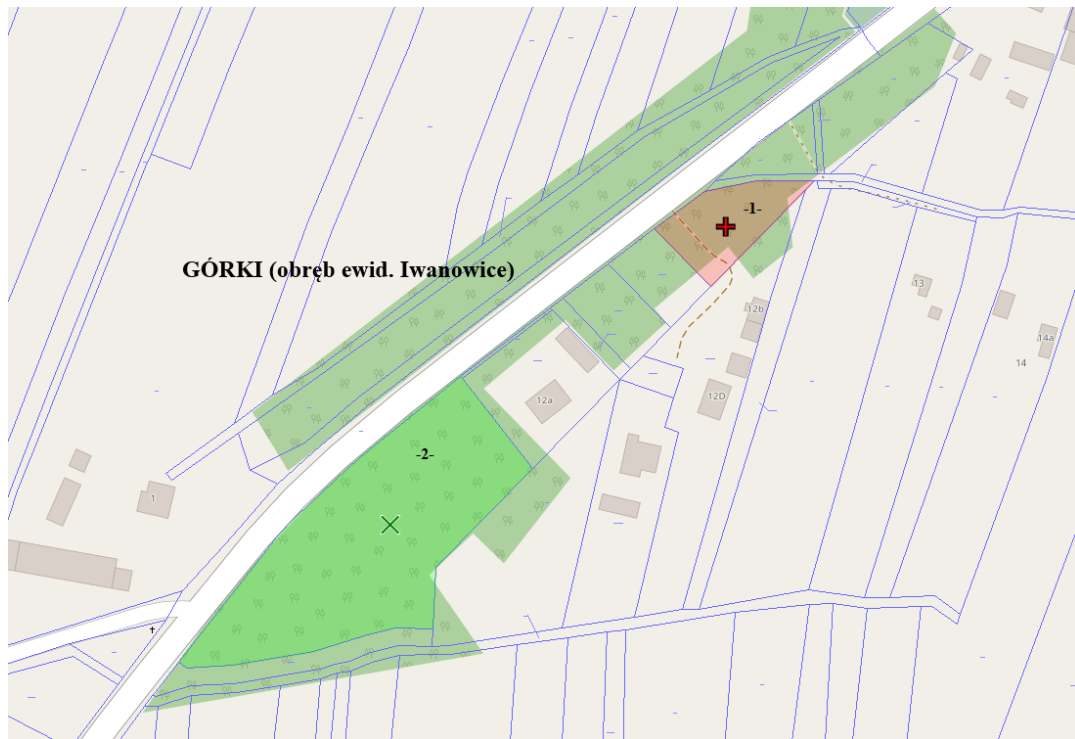 -1-
GÓRKI (obręb ewid. Iwanowice)
13
12b
14a
14
12a
12D
-2-
1